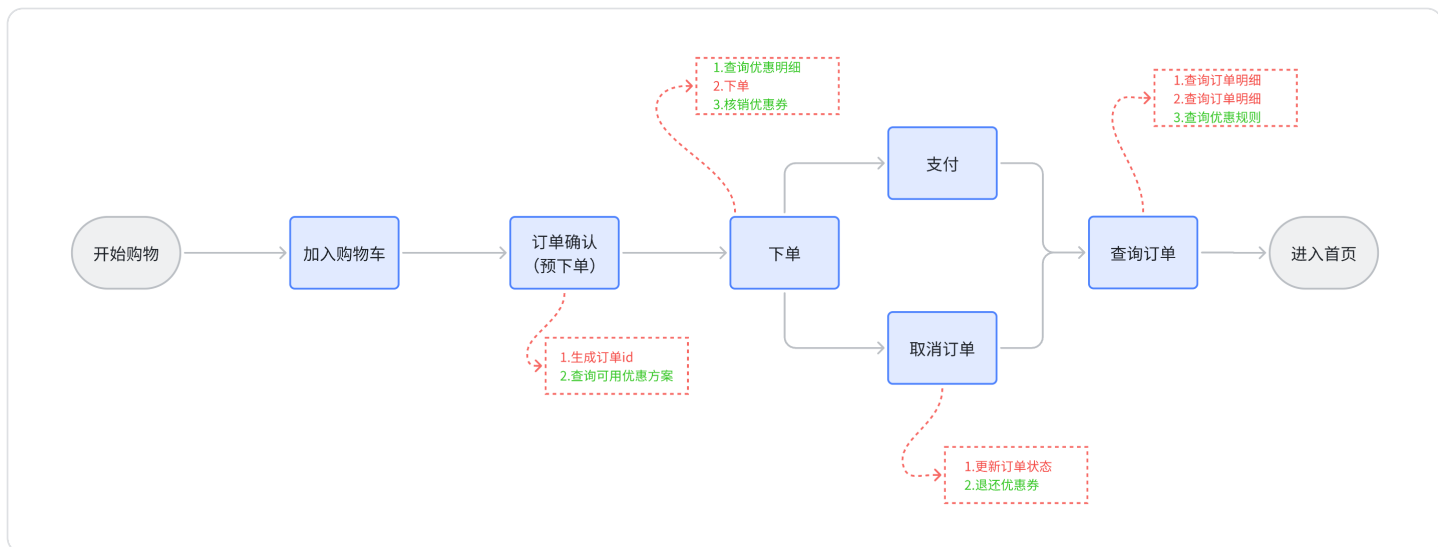 1.查询优惠明细
2.下单
3.核销优惠券
1.查询订单明细
2.查询订单明细
3.查询优惠规则
支付
开始购物
加入购物车
订单确认
（预下单）
下单
查询订单
进入首页
取消订单
1.生成订单id
2.查询可用优惠方案
1.更新订单状态
2.退还优惠券